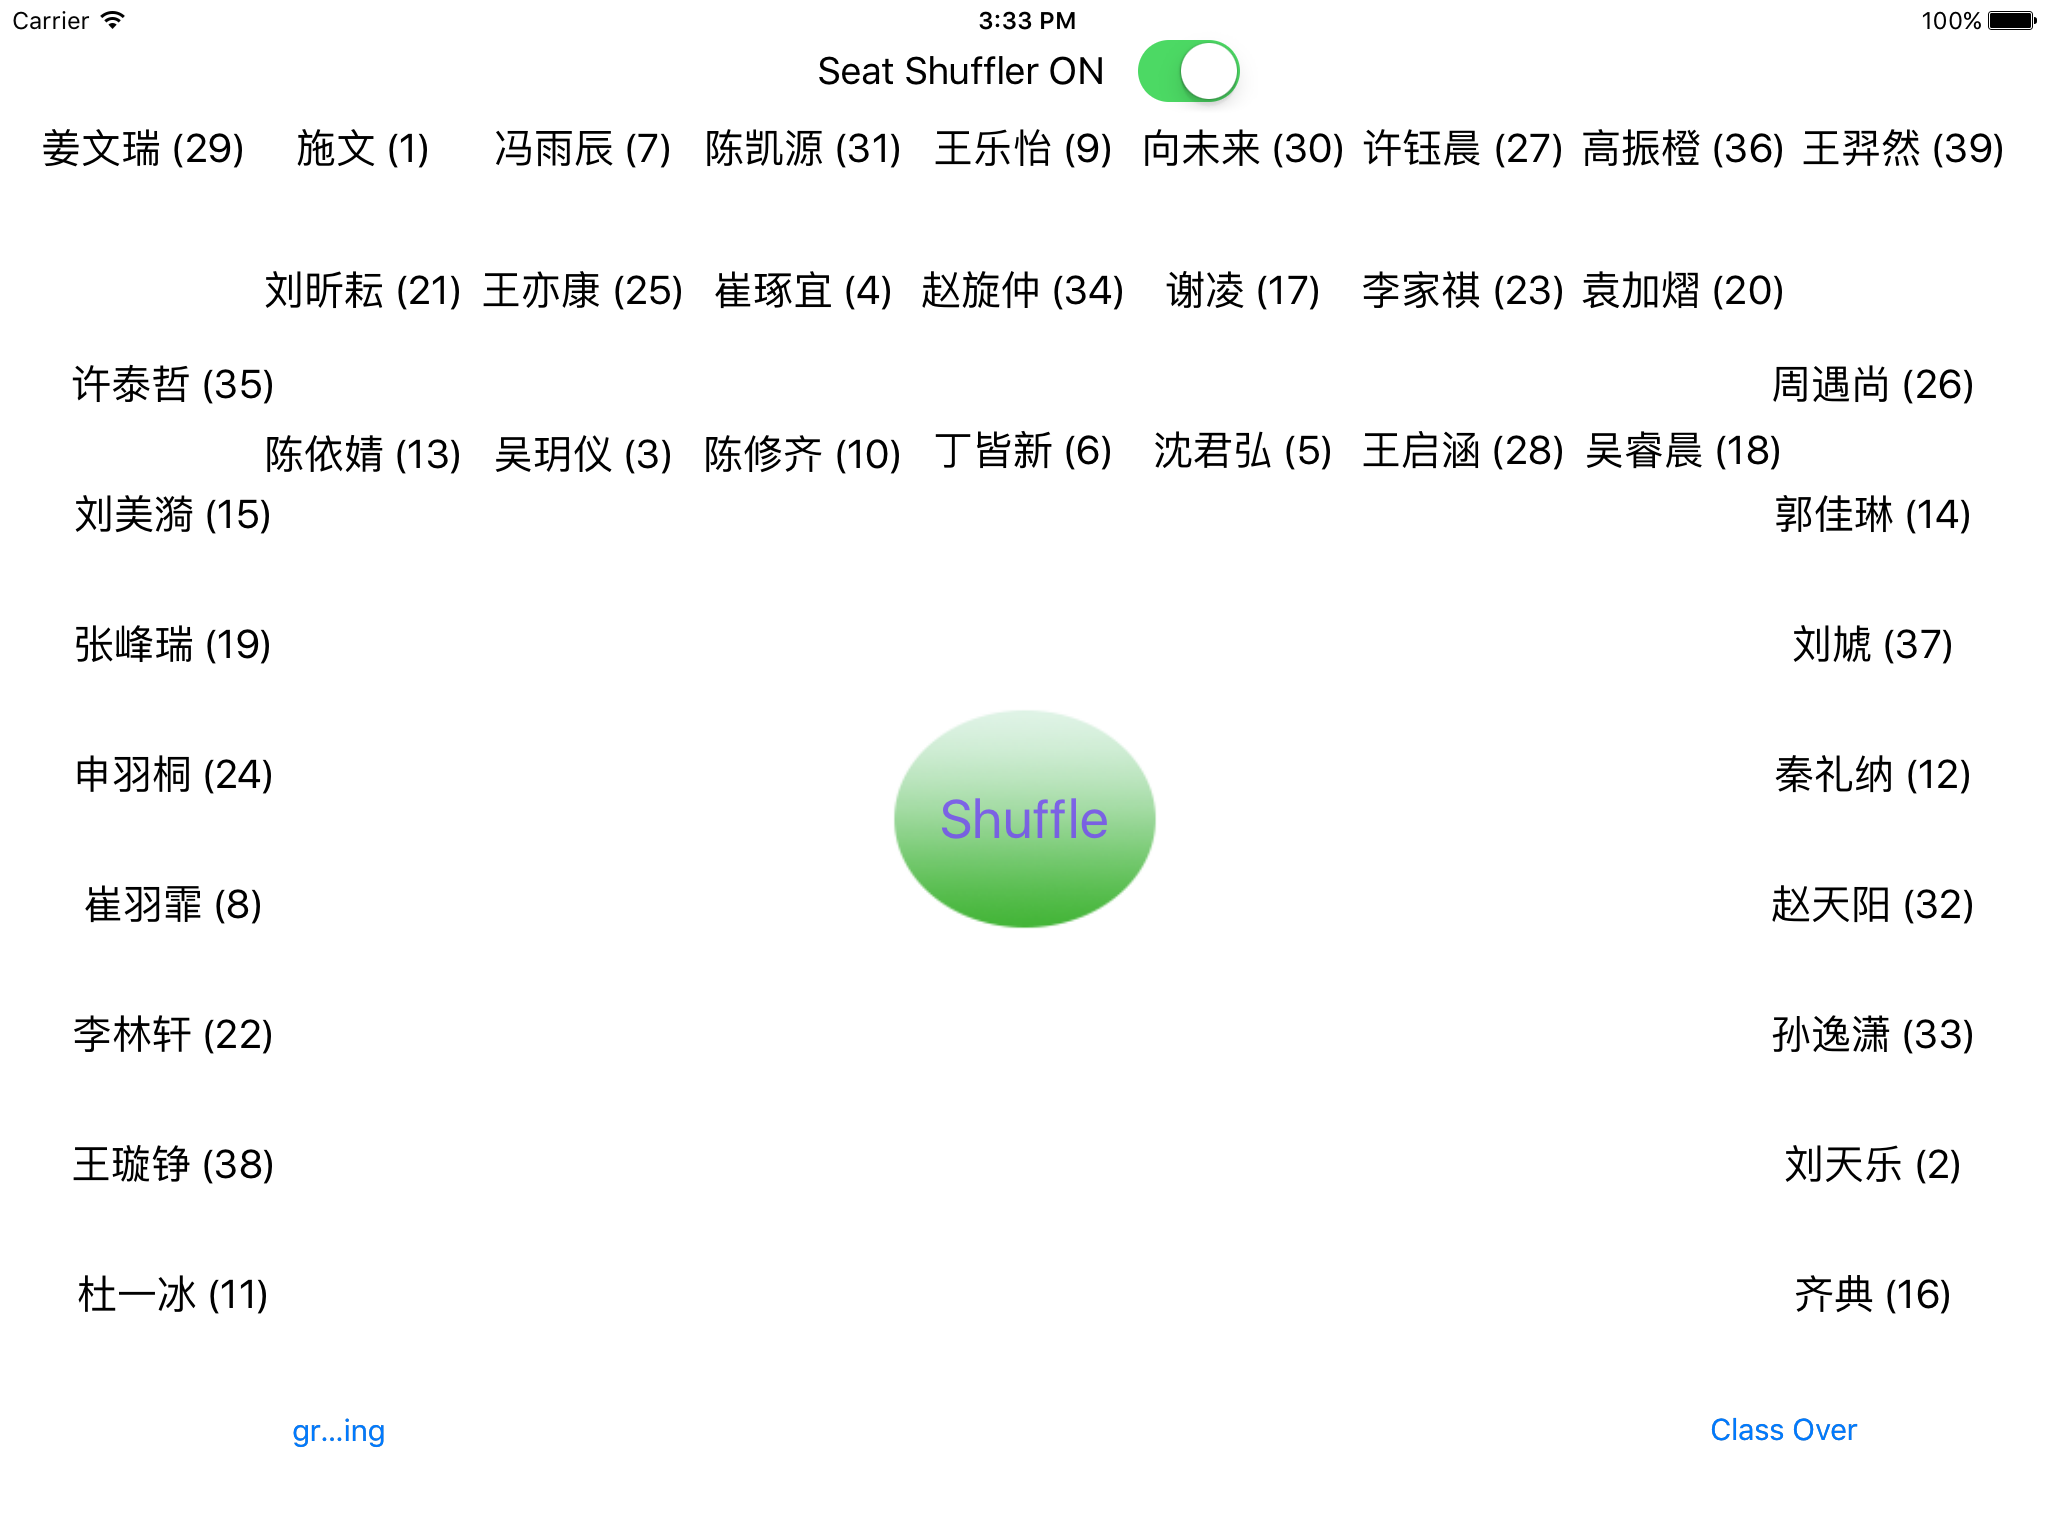 Carrier 3:33 PM 100%
Seat Shuffler ON
姜文瑞 (29) 施文 (1) 冯雨辰 (7) 陈凯源 (31) 王乐怡 (9) 向未来 (30) 许钰晨 (27) 高振橙 (36) 王羿然 (39)
刘昕耘 (21) 王亦康 (25) 崔琢宜 (4) 赵旋仲 (34) 谢凌 (17) 李家祺 (23) 袁加熠 (20)
许泰哲 (35) 周遇尚 (26)
陈依婧 (13) 吴玥仪 (3) 陈修齐 (10) 丁皆新 (6) 沈君弘 (5) 王启涵 (28) 吴睿晨 (18)
刘美漪 (15) 郭佳琳 (14)
张峰瑞 (19) 刘虓 (37)
申羽桐 (24) 秦礼纳 (12)
Shuffle
崔羽霏 (8) 赵天阳 (32)
李林轩 (22) 孙逸潇 (33)
王璇铮 (38) 刘天乐 (2)
杜一冰 (11) 齐典 (16)
gr...ing Class Over